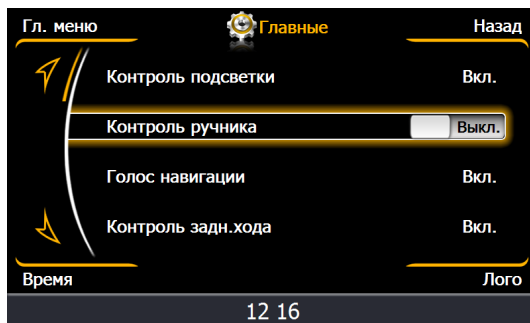 Гл. меню Главные Назад
Контроль подсветки Вкл.
Контроль ручника Выкл.
Голос навигации Вкл.
Контроль задн.хода Вкл.
Время Лого
12 16